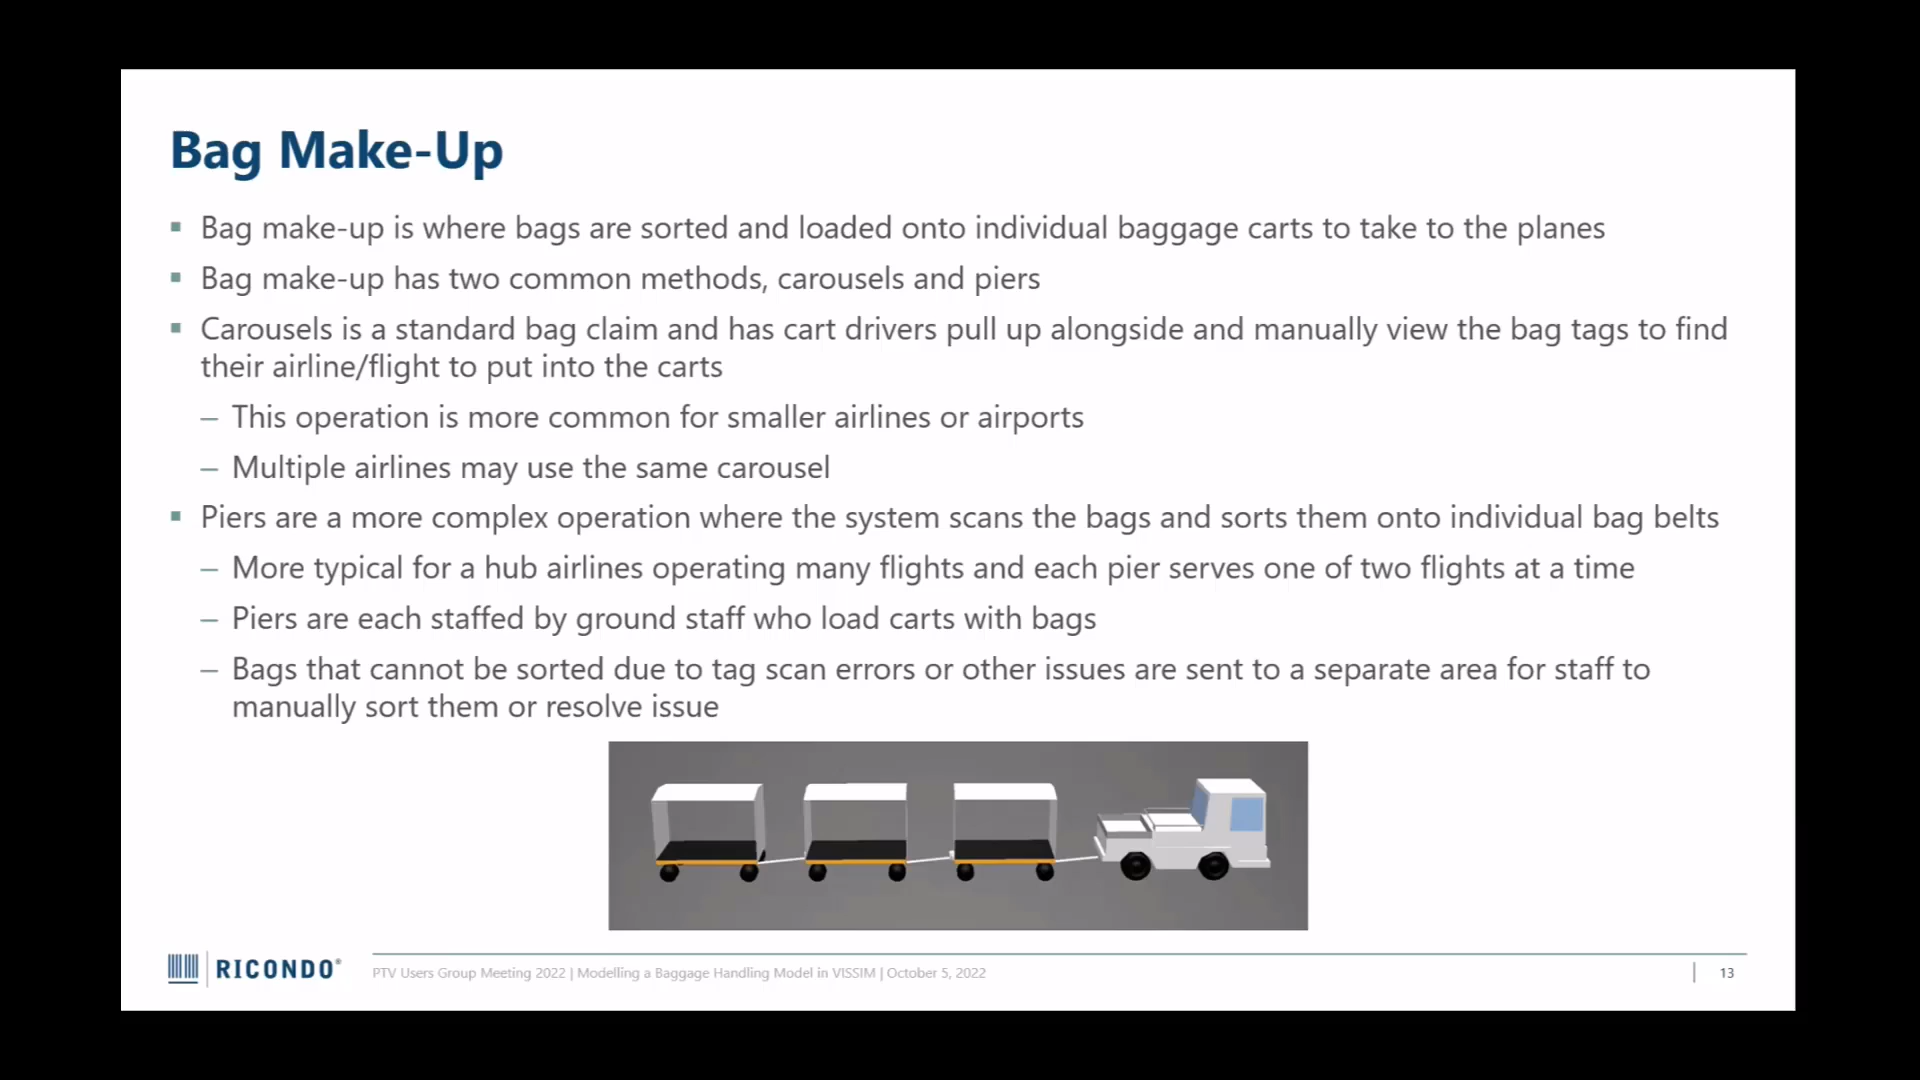 Bag Make-Up
▪ Bag make-up is where bags are sorted and loaded onto individual baggage carts to take to the planes
▪ Bag make-up has two common methods, carousels and piers
▪ Carousels is a standard bag claim and has cart drivers pull up alongside and manually view the bag tags to find
their airline/flight to put into the carts
– This operation is more common for smaller airlines or airports
– Multiple airlines may use the same carousel
▪ Piers are a more complex operation where the system scans the bags and sorts them onto individual bag belts
– More typical for a hub airlines operating many flights and each pier serves one of two flights at a time
– Piers are each staffed by ground staff who load carts with bags
– Bags that cannot be sorted due to tag scan errors or other issues are sent to a separate area for staff to
manually sort them or resolve issue
RICONDO®
PTV Users Group Meeting 2022 | Modelling a Baggage Handling Model in VISSIM | October 5, 2022
| 13